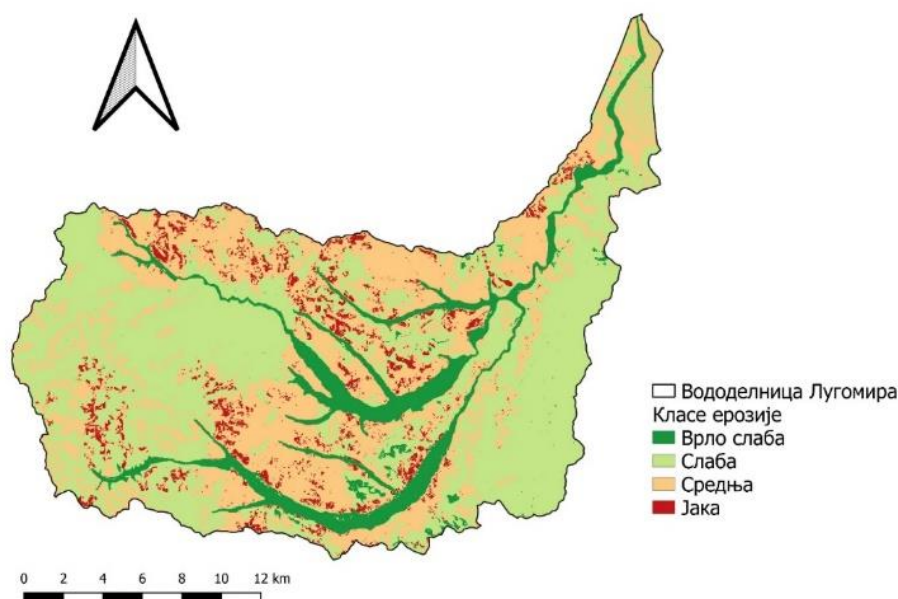 Вододелница Лугомира
Класе ерозије
Врло слаба
Слаба
Средња
Јака
0 2 4 6 8 10 12 km